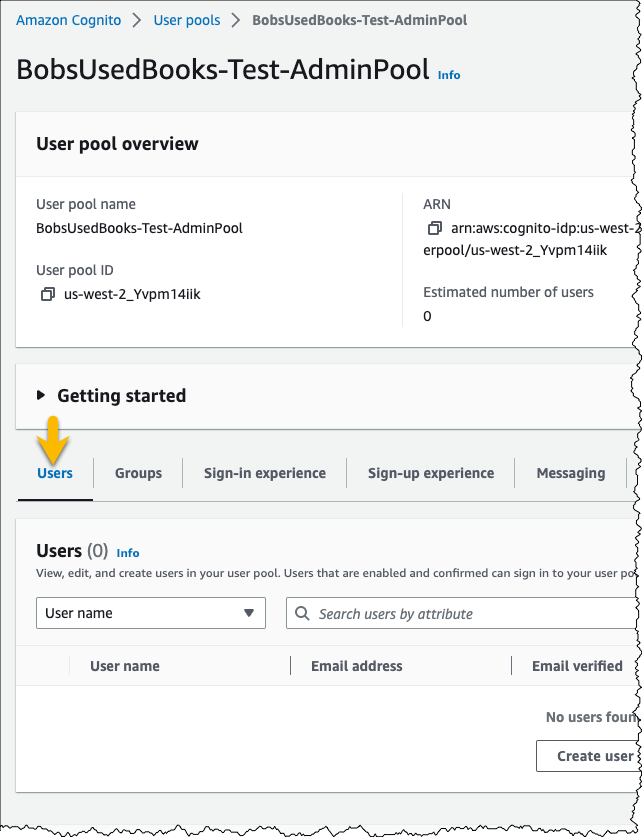 Amazon Cognito > User pools > BobsUsedBooks-Test-AdminPool
BobsUsedBooks-Test-AdminPool Info
User pool overview
User pool name
BobsUsedBooks-Test-AdminPool
User pool ID
us-west-2_Yvpm14iik
ARN
arn:aws:cognito-idp:us-west-2
erpool/us-west-2_Yvpm14iik
Estimated number of users
0
Getting started
Users Groups Sign-in experience Sign-up experience Messaging
Users (0) Info
View, edit, and create users in your user pool. Users that are enabled and confirmed can sign in to your user po
User name
Search users by attribute
User name Email address Email verified
No users foun
Create user